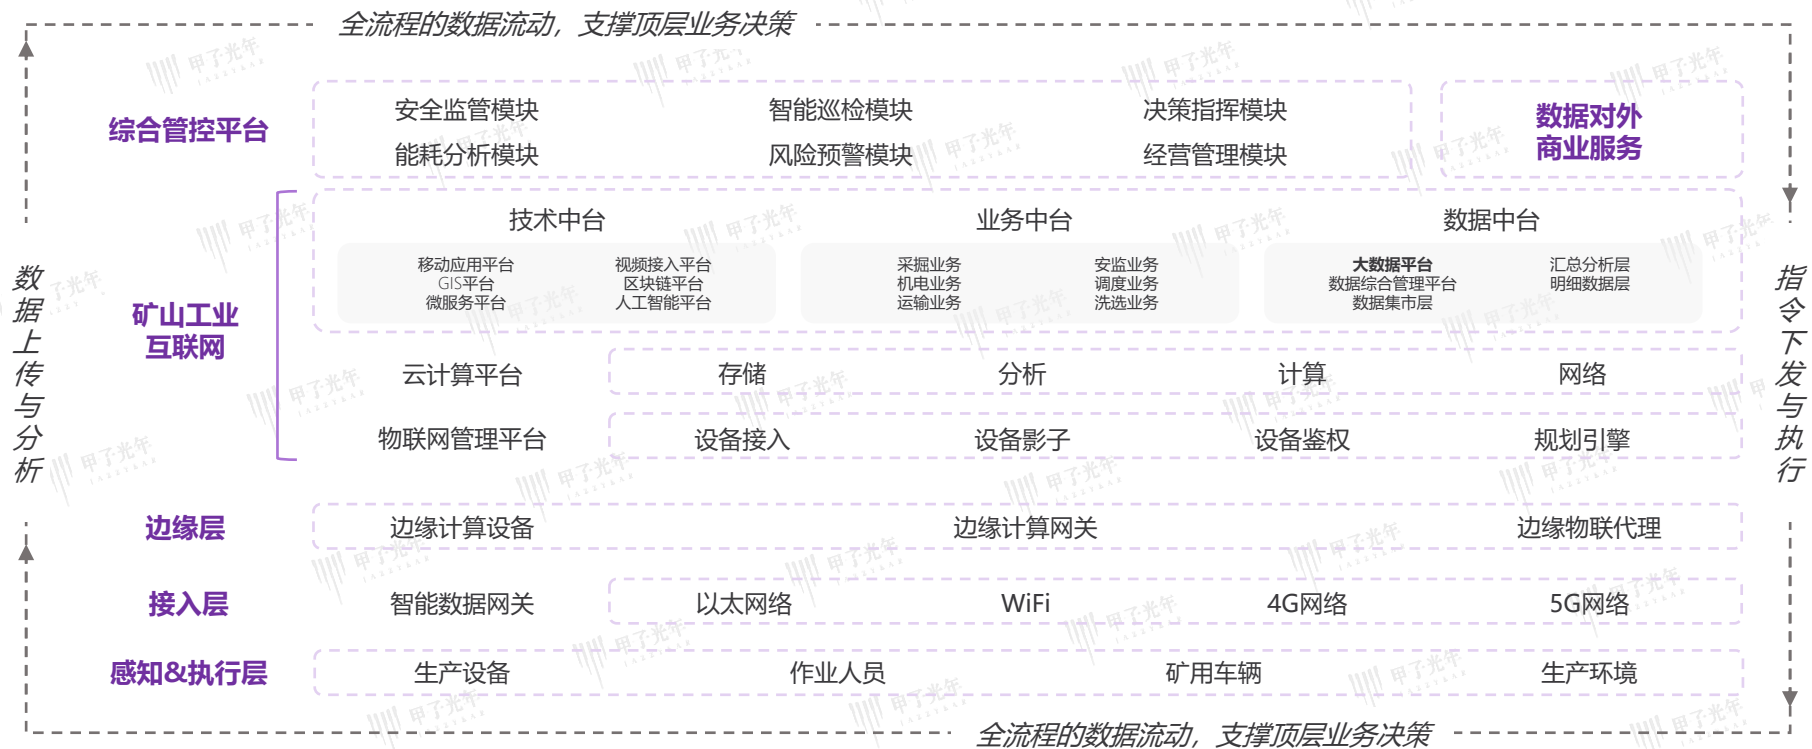 全流程的数据流动，支撑顶层业务决策
综合管控平台
安全监管模块
智能巡检模块
决策指挥模块
能耗分析模块
风险预警模块
经营管理模块
数据对外
商业服务
数据上传与分析
指令下发与执行
矿山工业
互联网
技术中台
移动应用平台
视频接入平台
GIS平台
区块链平台
微服务平台
人工智能平台
业务中台
采掘业务
安监业务
机电业务
调度业务
运输业务
洗选业务
数据中台
大数据平台
汇总分析层
数据综合管理平台
明细数据层
数据集市层
云计算平台
存储
分析
计算
网络
物联网管理平台
设备接入
设备影子
设备鉴权
规划引擎
边缘层
边缘计算设备
边缘计算网关
边缘物联代理
接入层
智能数据网关
以太网络
WiFi
4G网络
5G网络
感知&执行层
生产设备
作业人员
矿用车辆
生产环境
全流程的数据流动，支撑顶层业务决策
甲子光年
JAZZYEAR